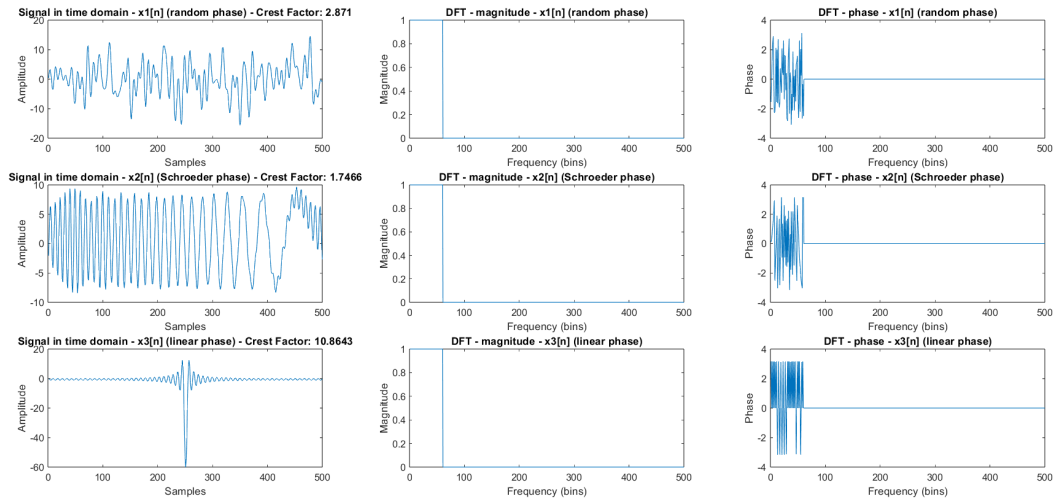 Signal in time domain - x1[n] (random phase) - Crest Factor: 2.871
20
10
0
-10
-20
Amplitude
0 100 200 300 400 500
Samples
DFT - magnitude - x1[n] (random phase)
1
0.8
0.6
0.4
0.2
0
Magnitude
0 100 200 300 400 500
Frequency (bins)
DFT - phase - x1[n] (random phase)
4
2
0
-2
-4
Phase
0 100 200 300 400 500
Frequency (bins)
Signal in time domain - x2[n] (Schroeder phase) - Crest Factor: 1.7466
10
5
0
-5
-10
Amplitude
0 100 200 300 400 500
Samples
DFT - magnitude - x2[n] (Schroeder phase)
1
0.8
0.6
0.4
0.2
0
Magnitude
0 100 200 300 400 500
Frequency (bins)
DFT - phase - x2[n] (Schroeder phase)
4
2
0
-2
-4
Phase
0 100 200 300 400 500
Frequency (bins)
Signal in time domain - x3[n] (linear phase) - Crest Factor: 10.8643
20
0
-20
-40
-60
Amplitude
0 100 200 300 400 500
Samples
DFT - magnitude - x3[n] (linear phase)
1
0.8
0.6
0.4
0.2
0
Magnitude
0 100 200 300 400 500
Frequency (bins)
DFT - phase - x3[n] (linear phase)
4
2
0
-2
-4
Phase
0 100 200 300 400 500
Frequency (bins)